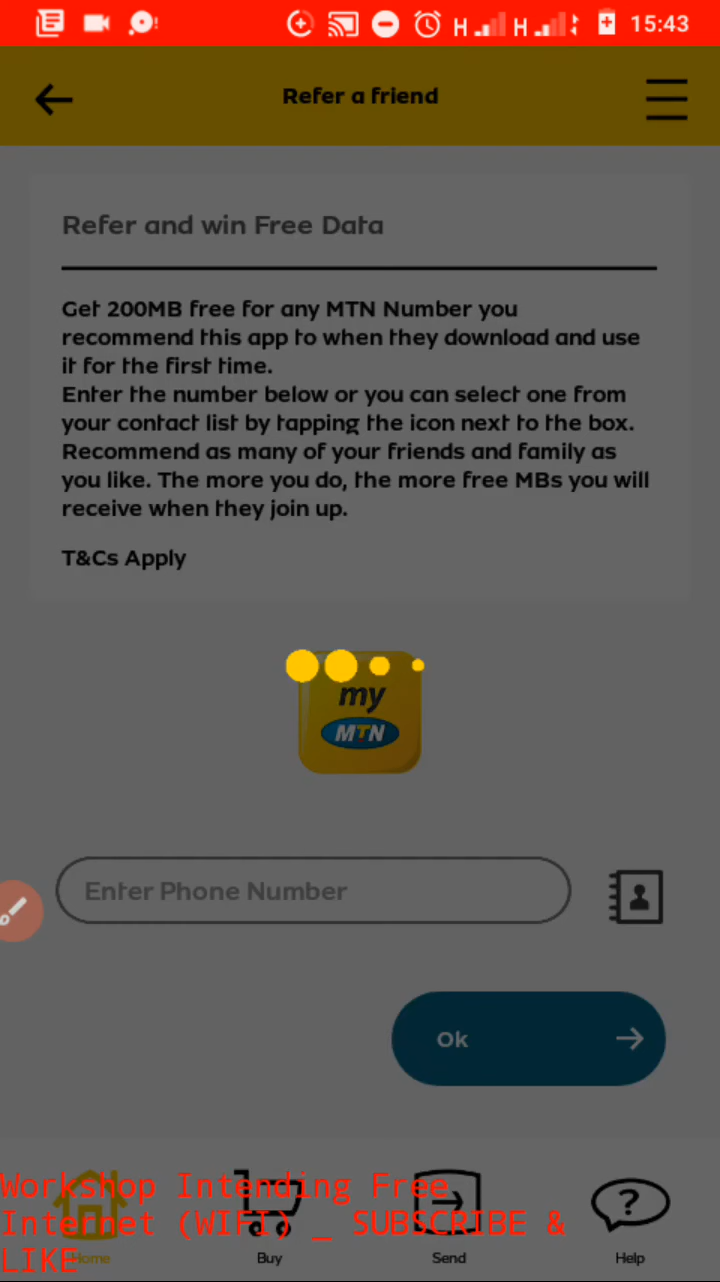 H H 15:43
Refer a friend
Refer and win Free Data
Get 200MB free for any MTN Number you
recommend this app to when they download and use
it for the first time.
Enter the number below or you can select one from
your contact list by tapping the icon next to the box.
Recommend as many of your friends and family as
you like. The more you do, the more free MBs you will
receive when they join up.
T&Cs Apply
my
MTN
Enter Phone Number
Ok
Workshop Intending Free
Internet (WIFI) _ SUBSCRIBE &
LIKE
Home Buy Send Help